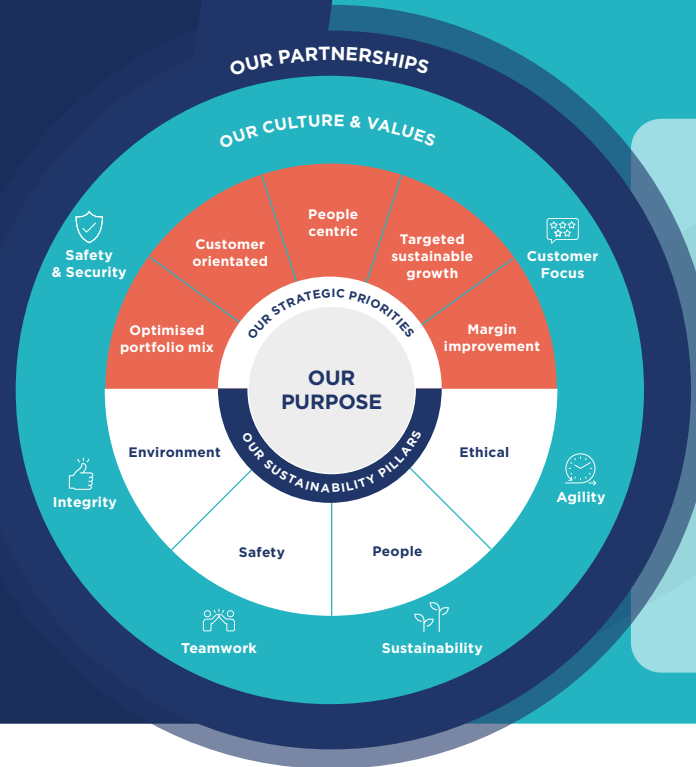 OUR PARTNERSHIPS
OUR CULTURE & VALUES
People
centric
Customer
orientated
Targeted
sustainable
growth
Safety
& Security
Customer
Focus
OUR STRATEGIC PRIORITIES
Optimised
portfolio mix
Margin
improvement
OUR
PURPOSE
OUR SUSTAINABILITY PILLARS
Environment
Ethical
Integrity
Agility
Safety
People
Teamwork
Sustainability